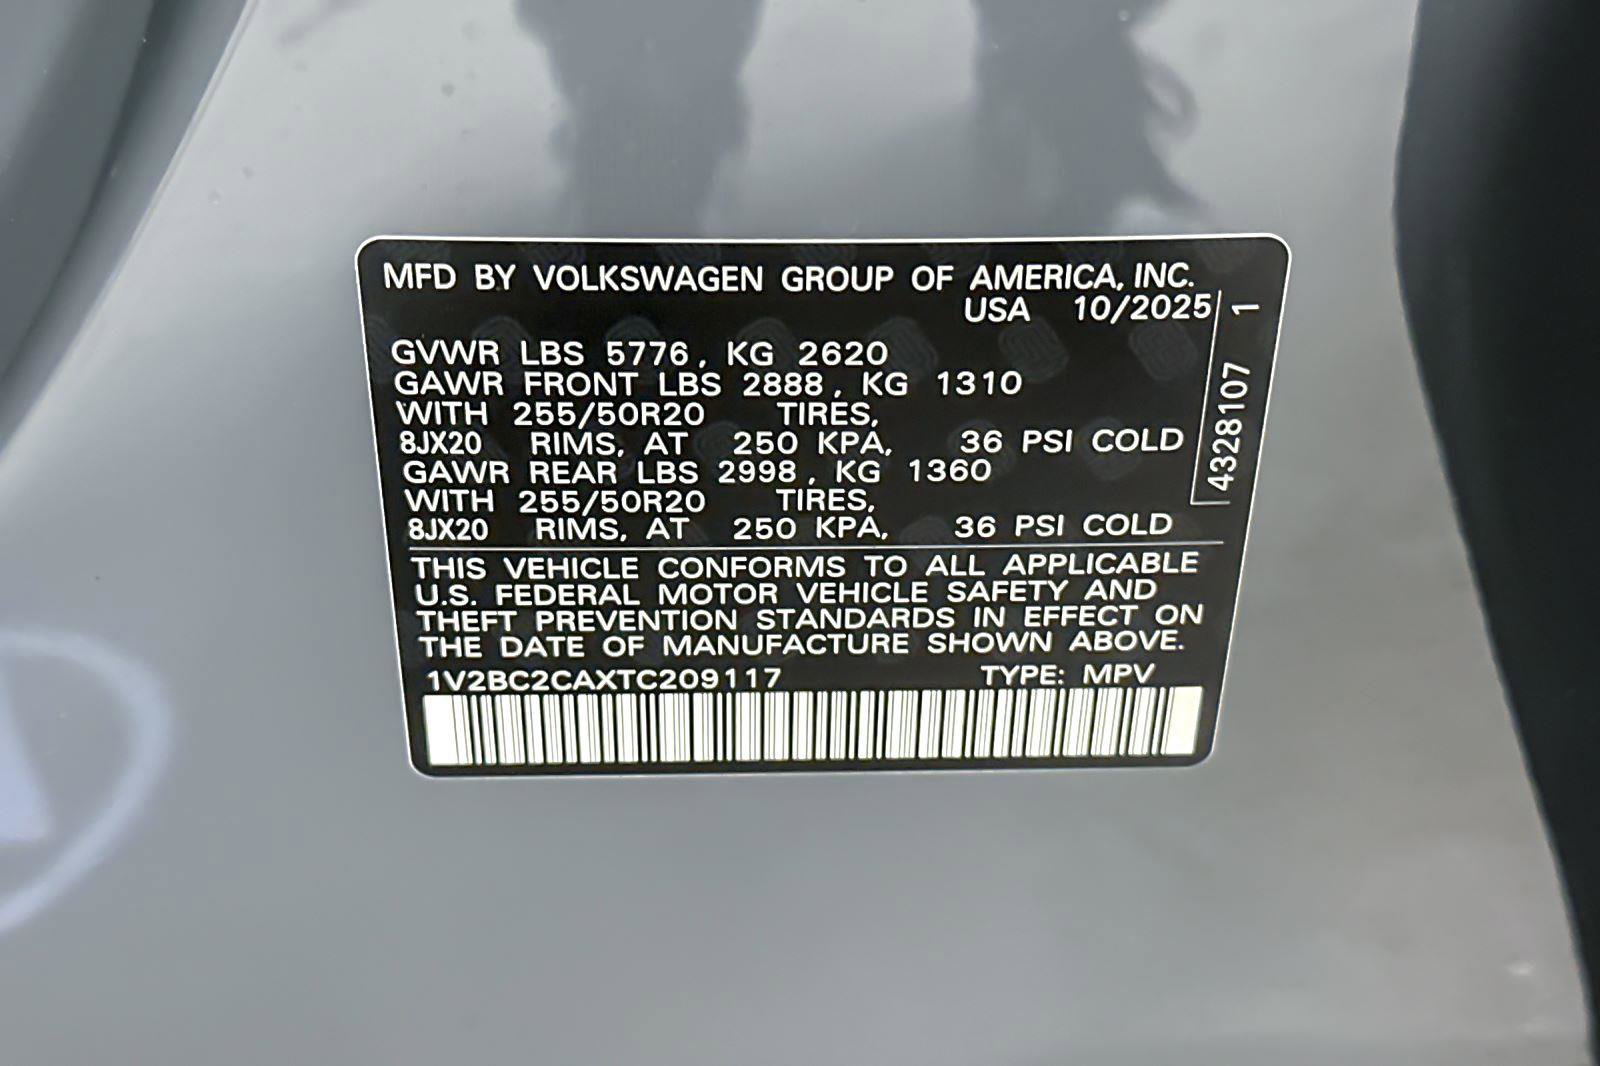 MFD BY VOLKSWAGEN GROUP OF AMERICA, INC.
USA 10/2025
GVWR LBS 5776, KG 2620
GAWR FRONT LBS 2888, KG 1310
WITH 255/50R20 TIRES,
8JX20 RIMS, AT 250 KPA, 36 PSI COLD
GAWR REAR LBS 2998, KG 1360
WITH 255/50R20 TIRES,
8JX20 RIMS, AT 250 KPA, 36 PSI COLD
THIS VEHICLE CONFORMS TO ALL APPLICABLE
U.S. FEDERAL MOTOR VEHICLE SAFETY AND
THEFT PREVENTION STANDARDS IN EFFECT ON
THE DATE OF MANUFACTURE SHOWN ABOVE.
1V2BC2CAXTC209117 TYPE: MPV
4328107 1